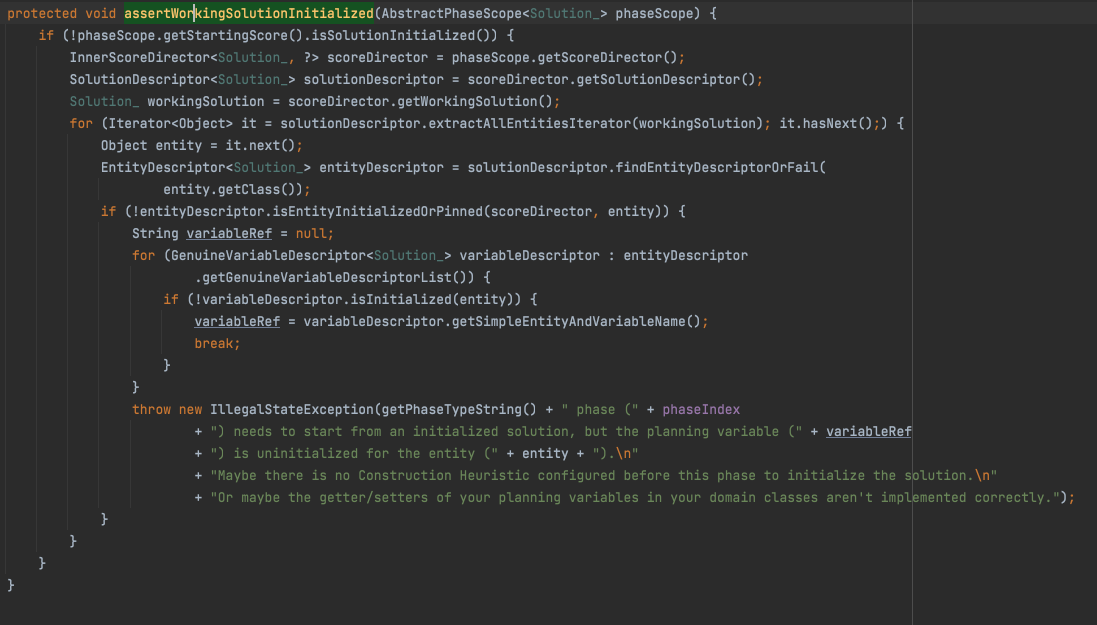 protected void assertWorkingSolutionInitialized(AbstractPhaseScope<Solution_> phaseScope) {
if (!phaseScope.getStartingScore().isSolutionInitialized()) {
InnerScoreDirector<Solution_, ?> scoreDirector = phaseScope.getScoreDirector();
SolutionDescriptor<Solution_> solutionDescriptor = scoreDirector.getSolutionDescriptor();
Solution_ workingSolution = scoreDirector.getWorkingSolution();
for (Iterator<Object> it = solutionDescriptor.extractAllEntitiesIterator(workingSolution); it.hasNext();) {
Object entity = it.next();
EntityDescriptor<Solution_> entityDescriptor = solutionDescriptor.findEntityDescriptorOrFail(
entity.getClass());
if (!entityDescriptor.isEntityInitializedOrPinned(scoreDirector, entity)) {
String variableRef = null;
for (GenuineVariableDescriptor<Solution_> variableDescriptor : entityDescriptor
.getGenuineVariableDescriptorList()) {
if (!variableDescriptor.isInitialized(entity)) {
variableRef = variableDescriptor.getSimpleEntityAndVariableName();
break;
}
}
throw new IllegalStateException(getPhaseTypeString() + " phase (" + phaseIndex
+ ") needs to start from an initialized solution, but the planning variable (" + variableRef
+ ") is uninitialized for the entity (" + entity + ").\n"
+ "Maybe there is no Construction Heuristic configured before this phase to initialize the solution.\n"
+ "Or maybe the getter/setters of your planning variables in your domain classes aren't implemented correctly.");
}
}
}
}